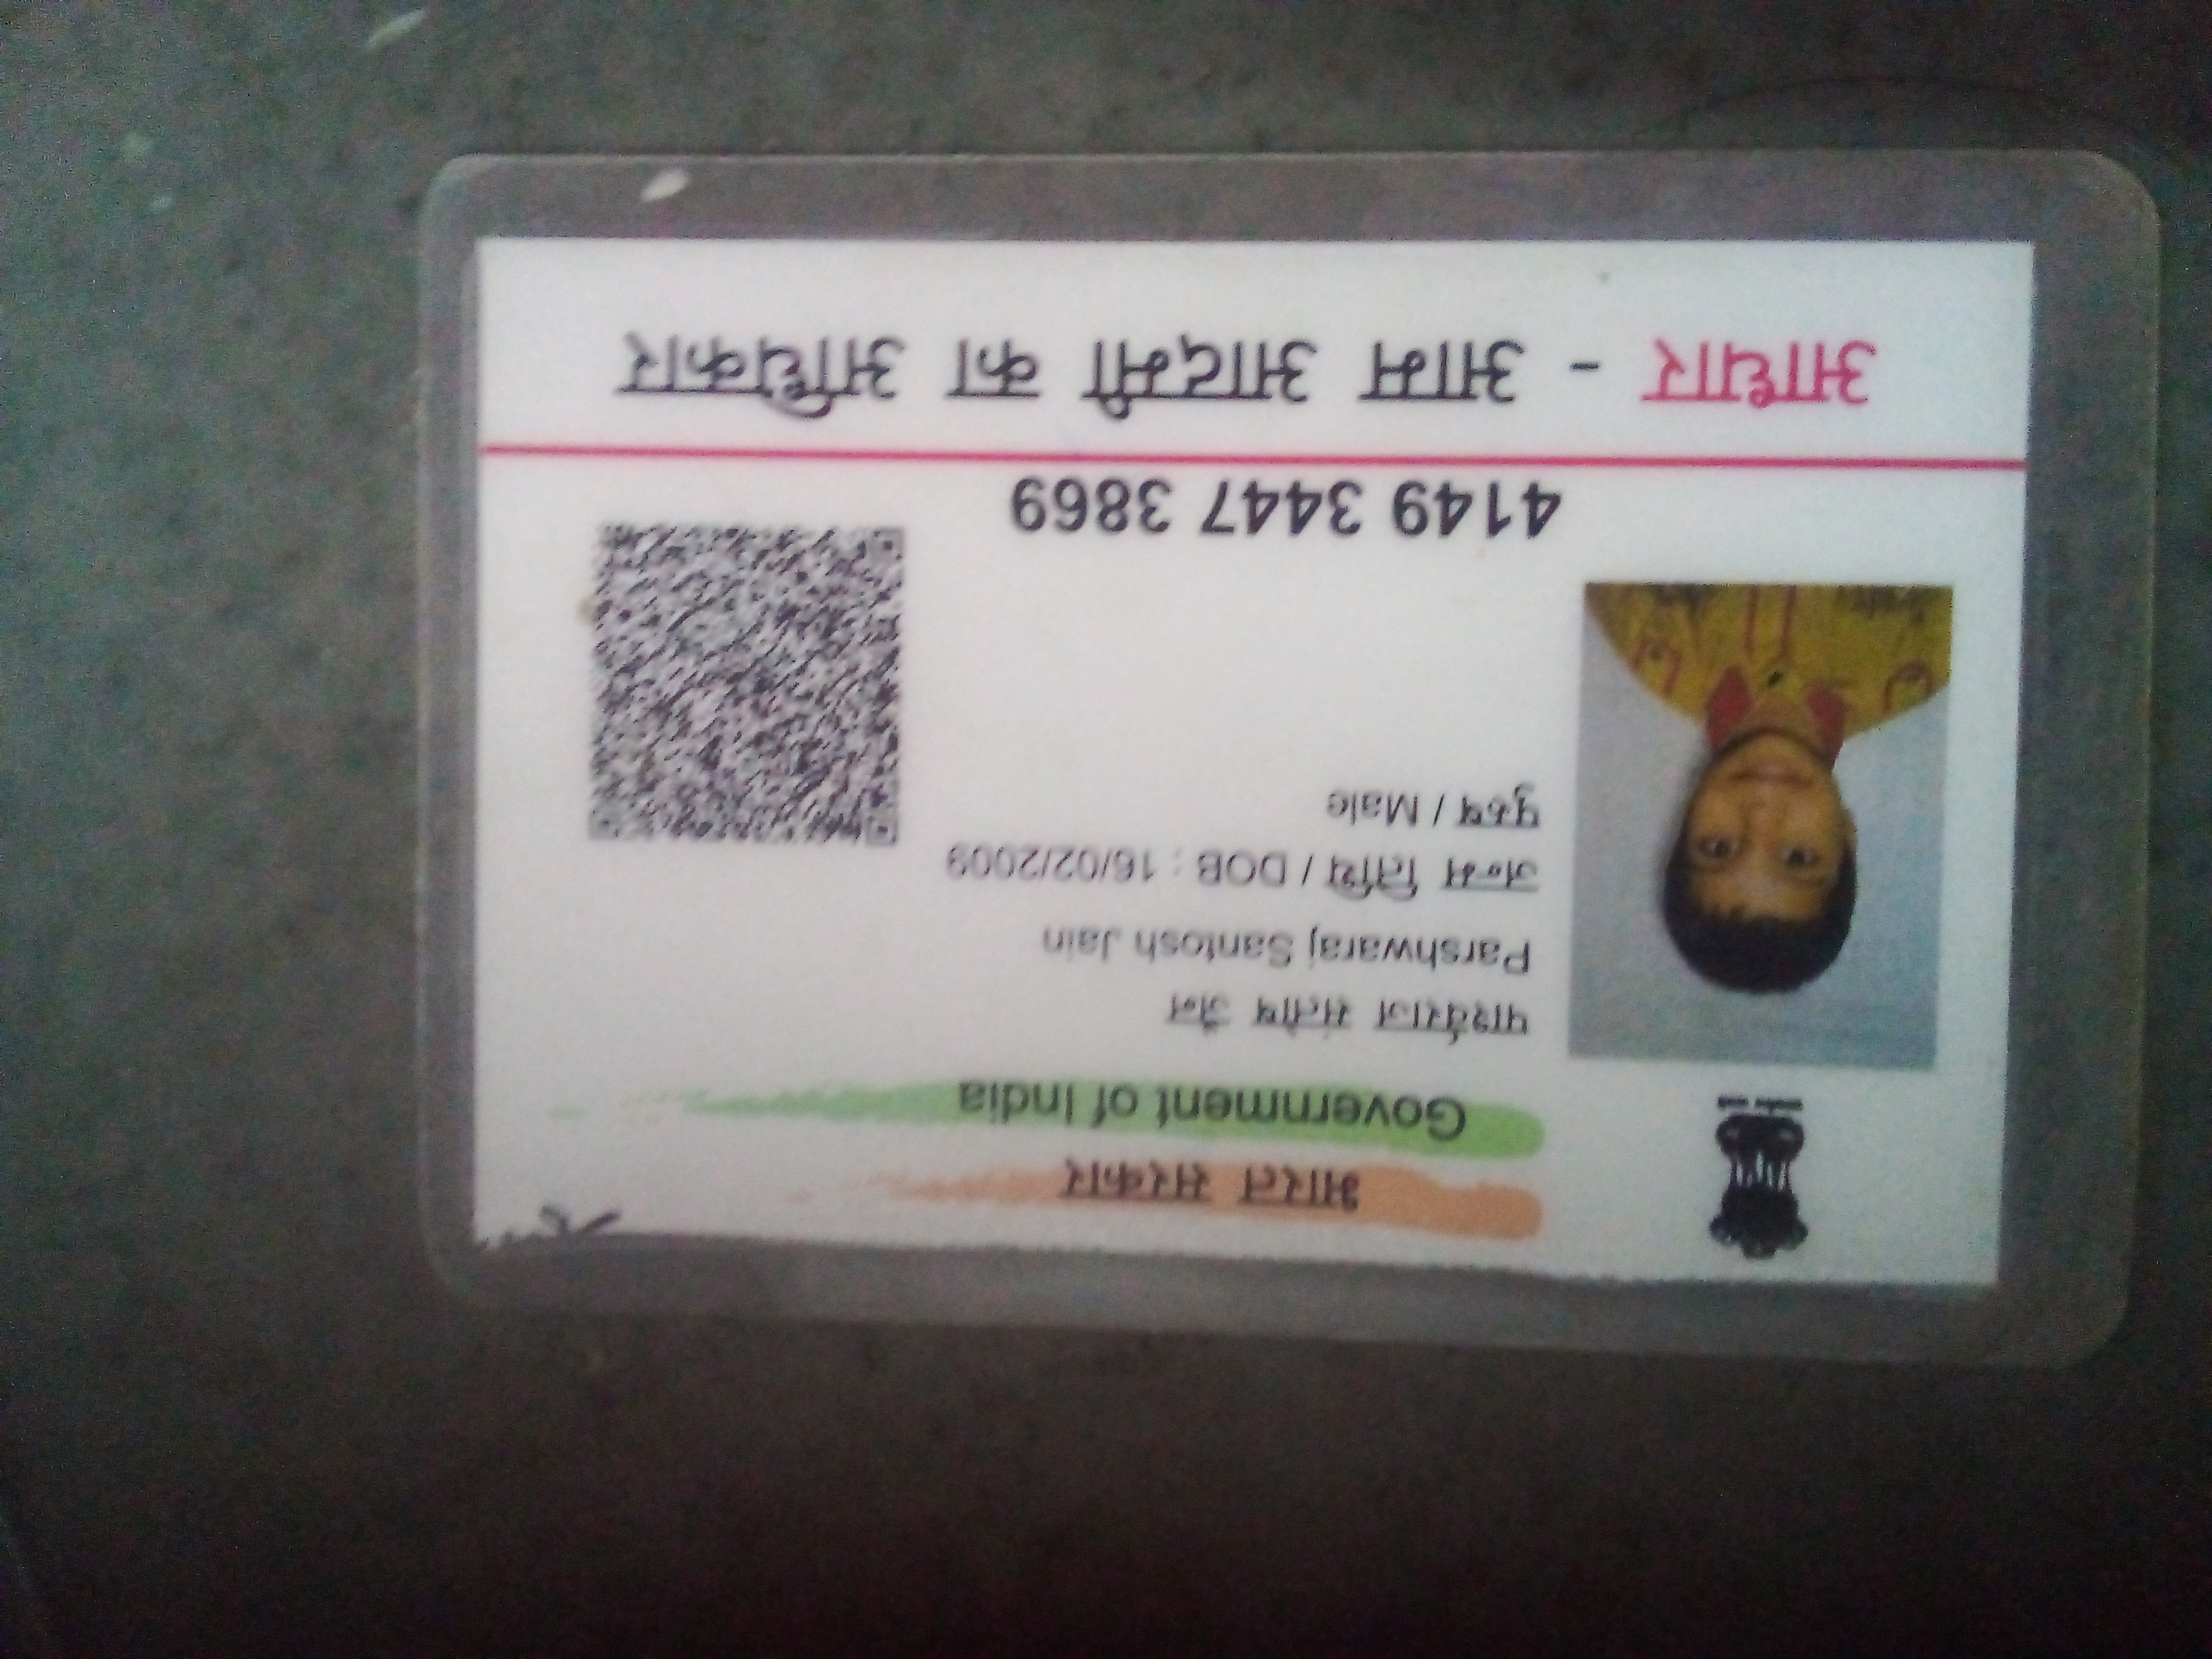 भारत सरकार
Government of India
पार्श्वराज संतोष जैन
Parshwaraj Santosh Jain
जन्म तिथि / DOB : 16/02/2009
पुरुष / Male
4149 3447 3869
आधार - आम आदमी का अधिकार